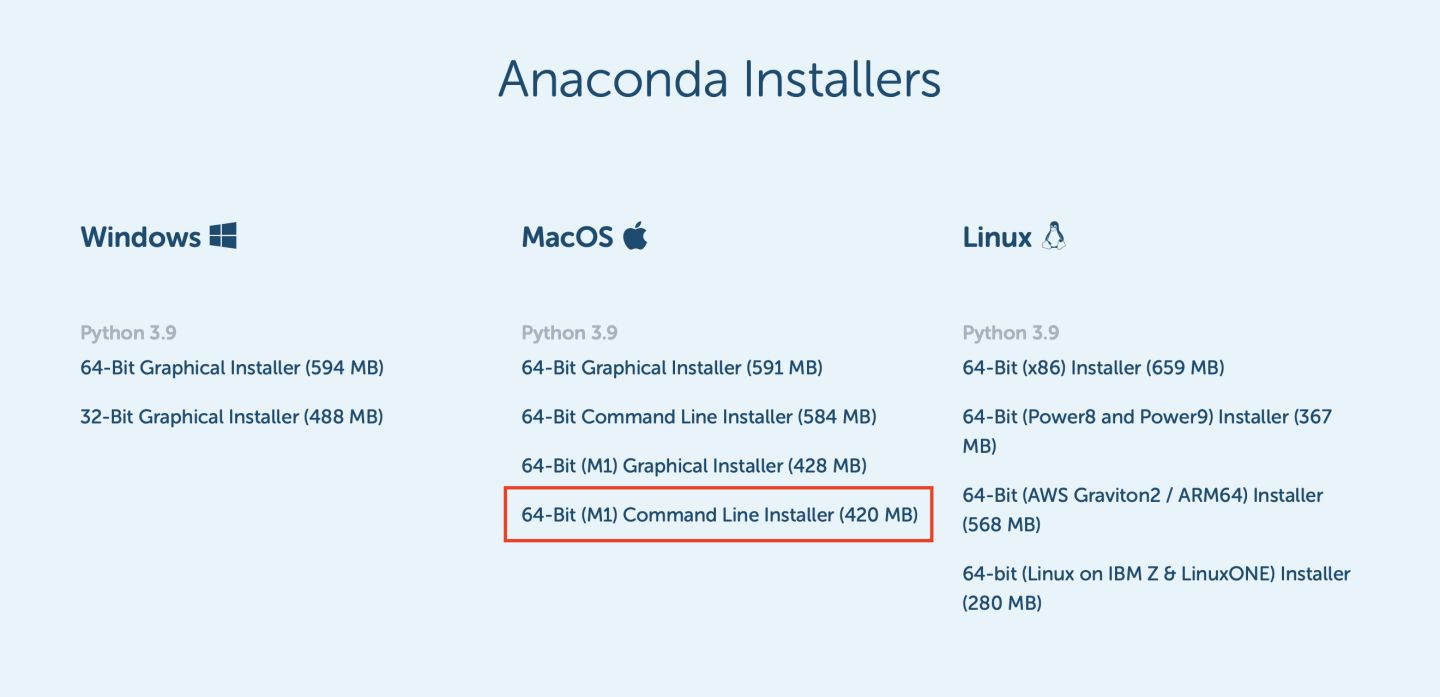 Anaconda Installers
Windows
Python 3.9
64-Bit Graphical Installer (594 MB)
32-Bit Graphical Installer (488 MB)
MacOS
Python 3.9
64-Bit Graphical Installer (591 MB)
64-Bit Command Line Installer (584 MB)
64-Bit (M1) Graphical Installer (428 MB)
64-Bit (M1) Command Line Installer (420 MB)
Linux
Python 3.9
64-Bit (x86) Installer (659 MB)
64-Bit (Power8 and Power9) Installer (367
MB)
64-Bit (AWS Graviton2 / ARM64) Installer
(568 MB)
64-bit (Linux on IBM Z & LinuxONE) Installer
(280 MB)